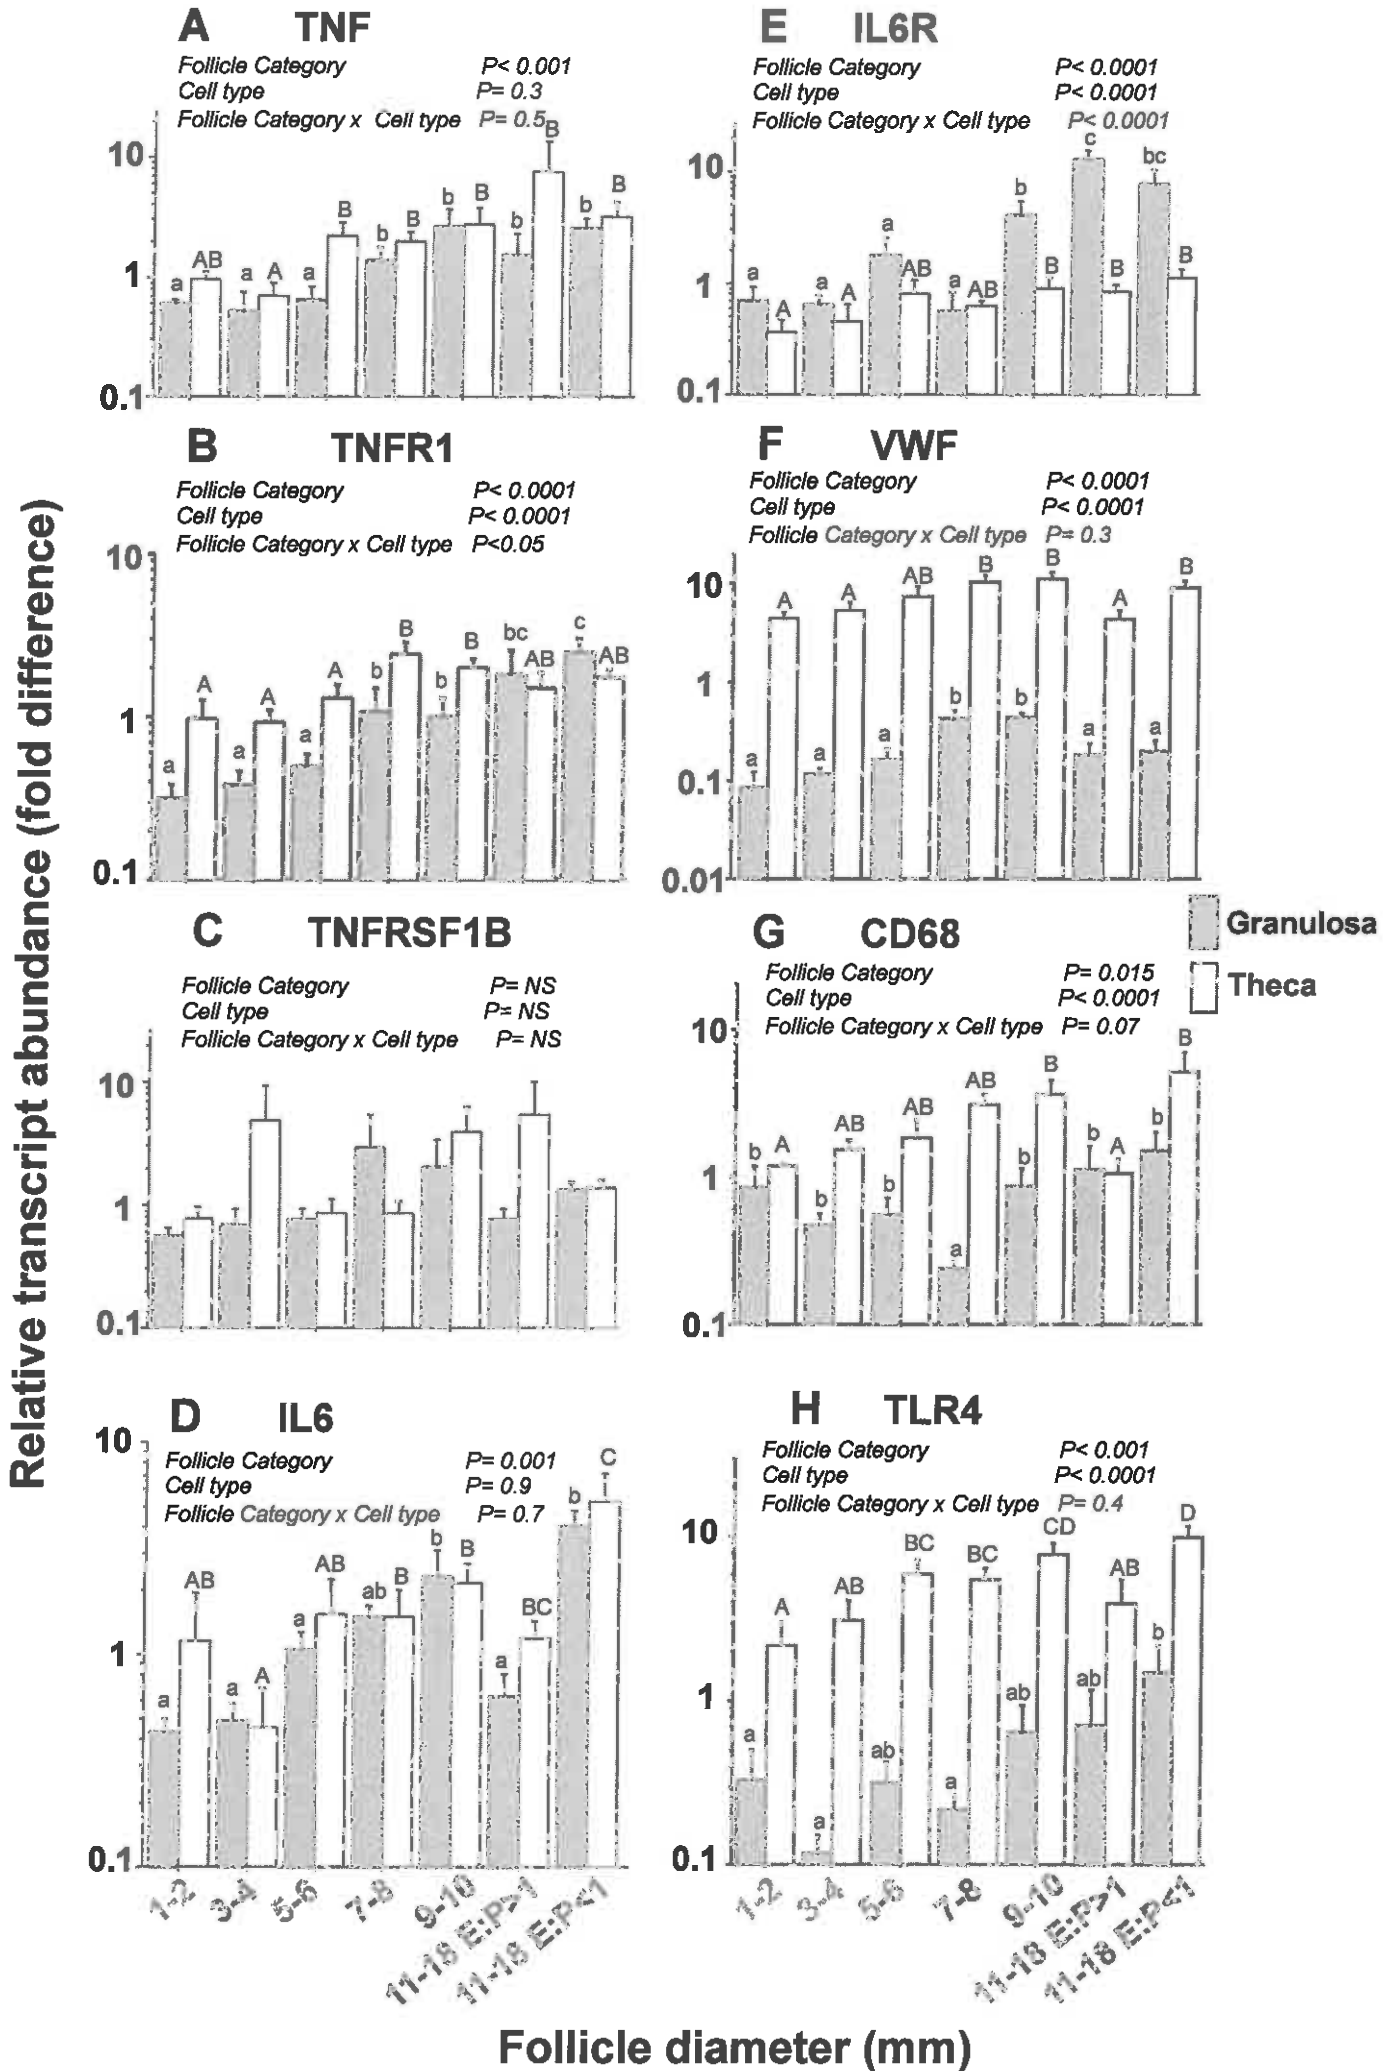 A TNF
Follicle Category P< 0.001
Cell type P= 0.3
Follicle Category x Cell type P= 0.5
10
1
0.1
a AB a A a B b B b B b B b B
E IL6R
Follicle Category P< 0.0001
Cell type P< 0.0001
Follicle Category x Cell type P< 0.0001
10
1
0.1
a A a A a AB a AB b B c B bc B
B TNFR1
Follicle Category P< 0.0001
Cell type P< 0.0001
Follicle Category x Cell type P<0.05
10
1
0.1
a A a A a A b B b B bc AB c AB
F VWF
Follicle Category P< 0.0001
Cell type P< 0.0001
Follicle Category x Cell type P= 0.3
10
1
0.1
0.01
a A a A a AB b B b B a A a B
Granulosa
Theca
C TNFRSF1B
Follicle Category P= NS
Cell type P= NS
Follicle Category x Cell type P= NS
10
1
0.1
G CD68
Follicle Category P= 0.015
Cell type P< 0.0001
Follicle Category x Cell type P= 0.07
10
1
0.1
b A b AB b AB a AB b B b A b B
D IL6
Follicle Category P= 0.001
Cell type P= 0.9
Follicle Category x Cell type P= 0.7
10
1
0.1
a AB a A a AB ab B b B a BC b C
1-2 3-4 5-6 7-8 9-10 11-18 E:P>1 11-18 E:P<1
H TLR4
Follicle Category P< 0.001
Cell type P< 0.0001
Follicle Category x Cell type P= 0.4
10
1
0.1
a A a AB ab BC a BC ab CD ab AB b D
1-2 3-4 5-6 7-8 9-10 11-18 E:P>1 11-18 E:P<1
Relative transcript abundance (fold difference)
Follicle diameter (mm)